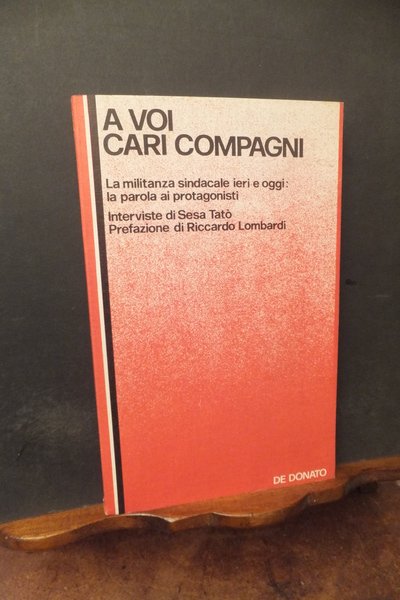 A VOI
CARI COMPAGNI
La militanza sindacale ieri e oggi:
la parola ai protagonisti
Interviste di Sesa Tatò
Prefazione di Riccardo Lombardi
DE DONATO